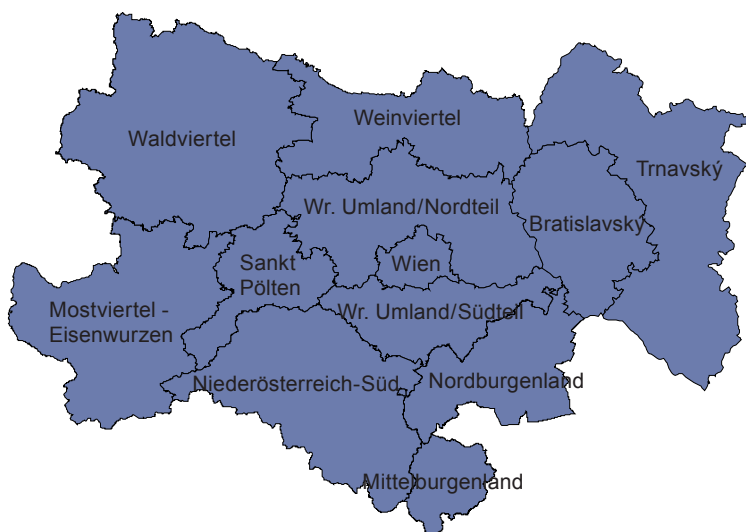 Weinviertel
Waldviertel
Trnavský
Wr. Umland/Nordteil
Bratislavský
Sankt
Pölten
Wien
Mostviertel -
Eisenwurzen
Wr. Umland/Südteil
Niederösterreich-Süd
Nordburgenland
Mittelburgenland